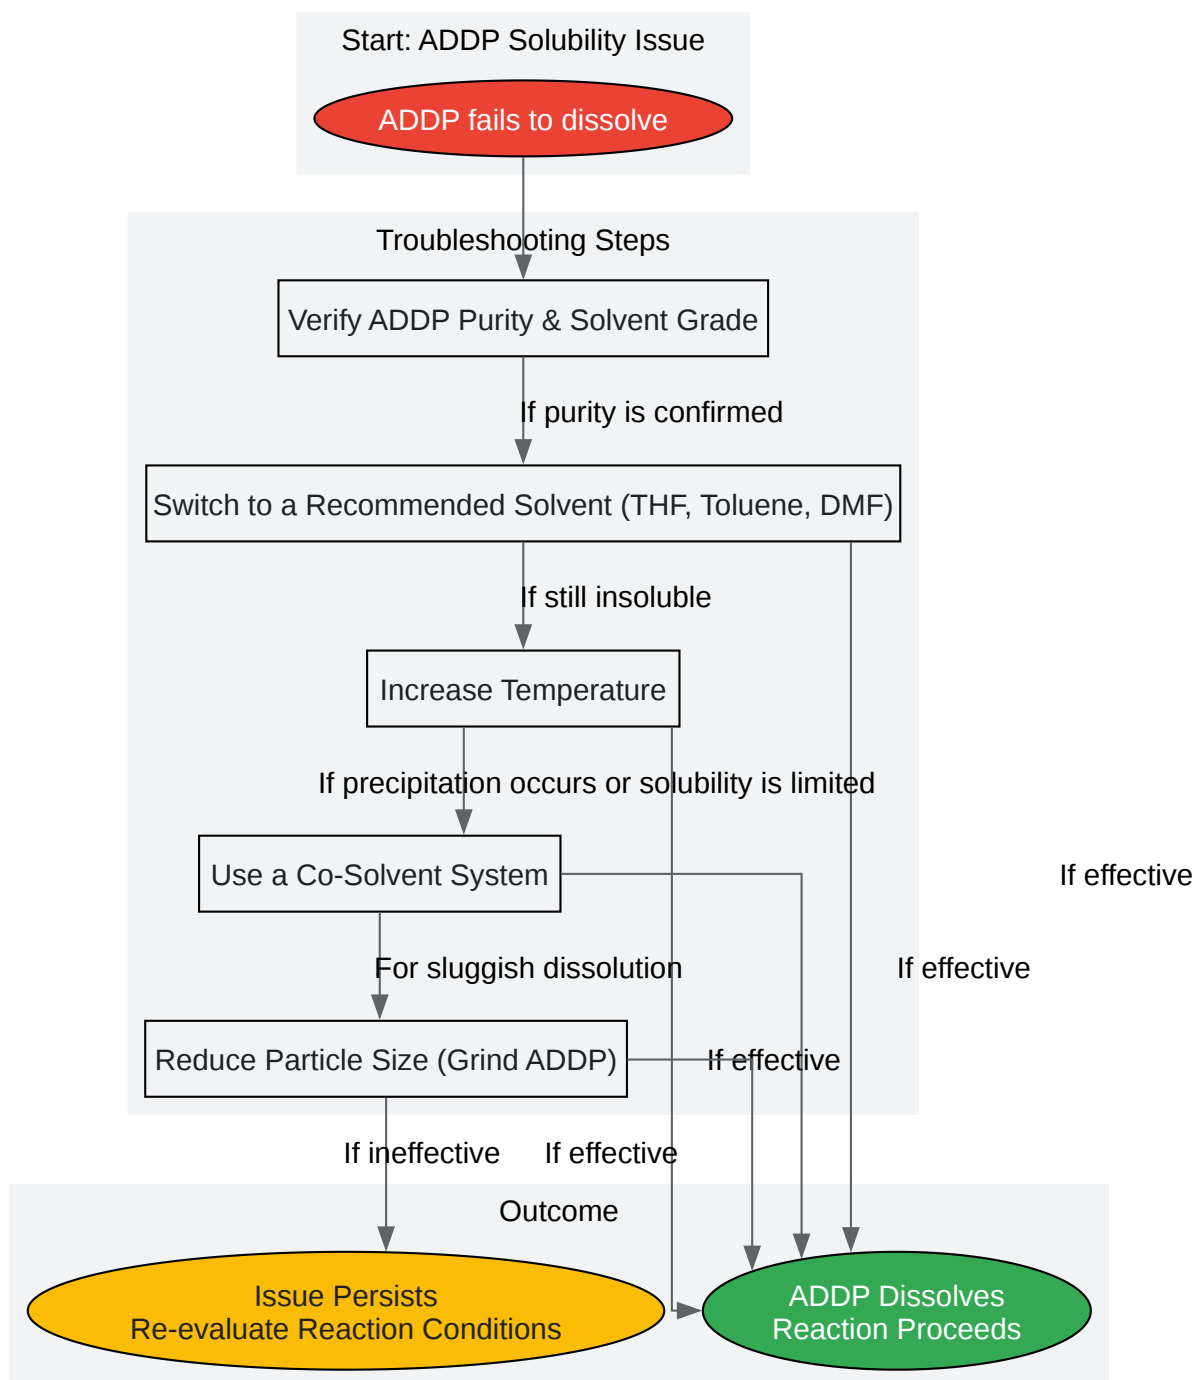 Start: ADDP Solubility Issue
ADDP fails to dissolve
Troubleshooting Steps
Verify ADDP Purity & Solvent Grade
If purity is confirmed
Switch to a Recommended Solvent (THF, Toluene, DMF)
If still insoluble
Increase Temperature
If precipitation occurs or solubility is limited
Use a Co-Solvent System
If effective
For sluggish dissolution
If effective
Reduce Particle Size (Grind ADDP)
If effective
If ineffective
If effective
Outcome
Issue Persists
Re-evaluate Reaction Conditions
ADDP Dissolves
Reaction Proceeds